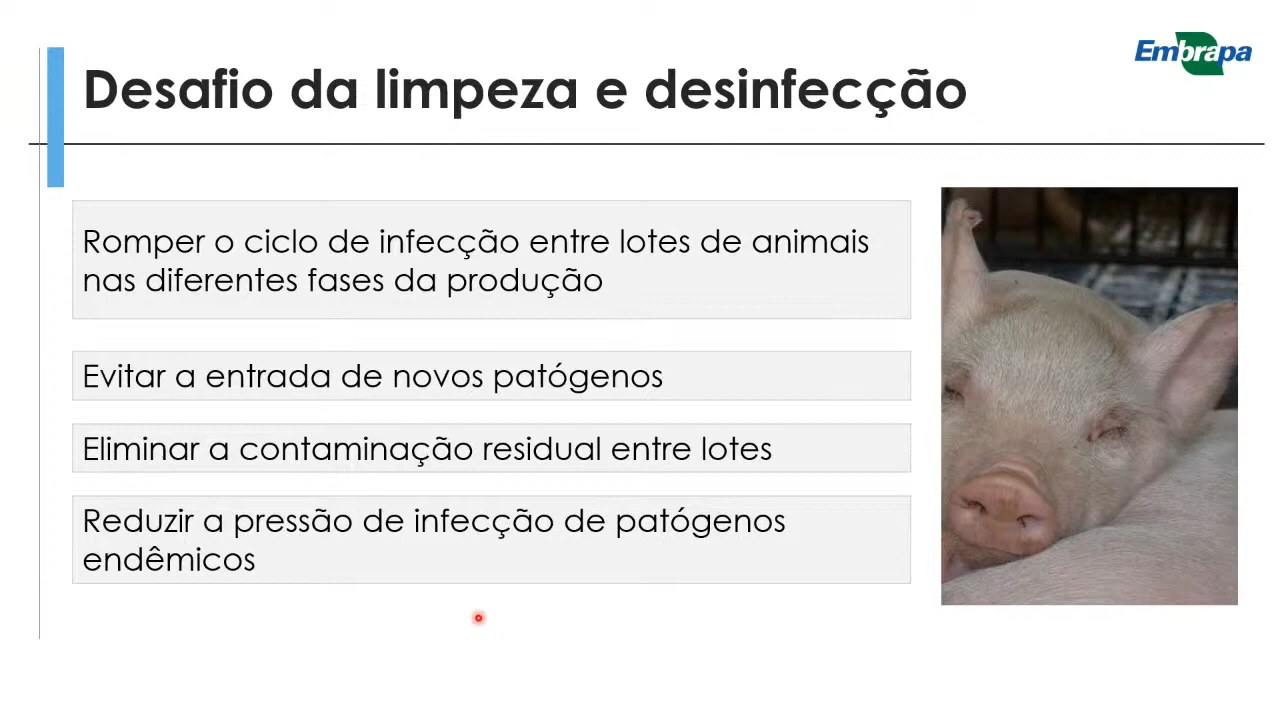 Embrapa
Desafio da limpeza e desinfecção
Romper o ciclo de infecção entre lotes de animais
nas diferentes fases da produção
Evitar a entrada de novos patógenos
Eliminar a contaminação residual entre lotes
Reduzir a pressão de infecção de patógenos
endêmicos